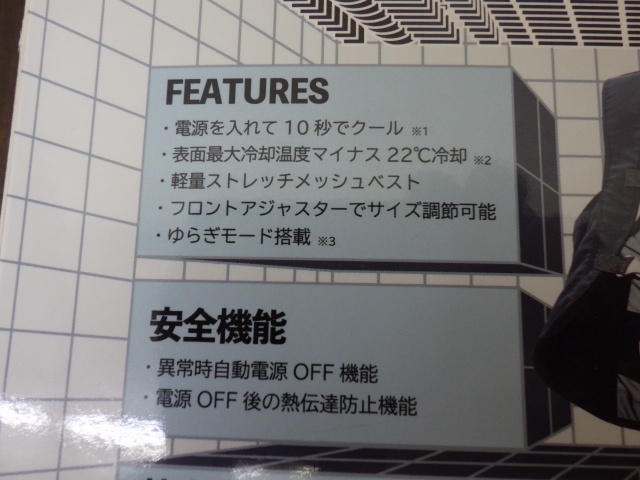 FEATURES
・電源を入れて10秒でクール ※1
・表面最大冷却温度マイナス22℃冷却 ※2
・軽量ストレッチメッシュベスト
・フロントアジャスターでサイズ調節可能
・ゆらぎモード搭載 ※3
安全機能
・異常時自動電源OFF機能
・電源OFF後の熱伝達防止機能